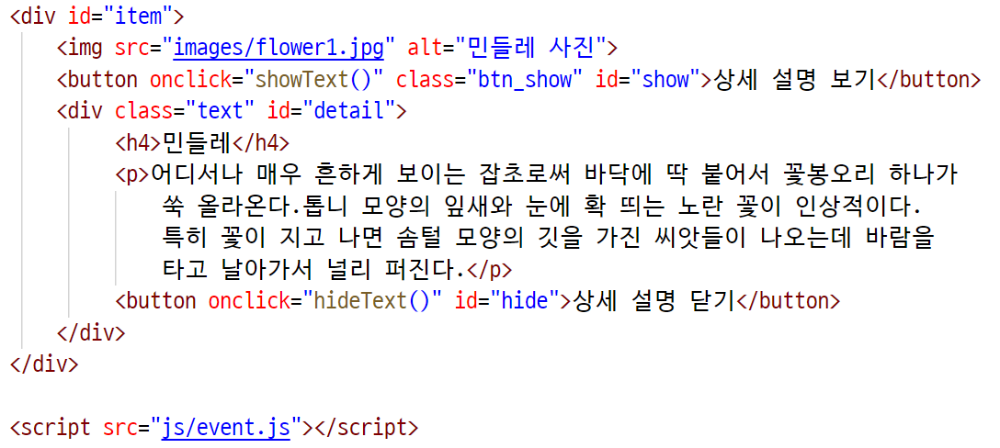 <div id="item">
<img src="images/flower1.jpg" alt="민들레 사진">
<button onclick="showText()" class="btn_show" id="show">상세 설명 보기</button>
<div class="text" id="detail">
<h4>민들레</h4>
<p>어디서나 매우 흔하게 보이는 잡초로써 바닥에 딱 붙어서 꽃봉오리 하나가
쑥 올라온다.톱니 모양의 잎새와 눈에 확 띄는 노란 꽃이 인상적이다.
특히 꽃이 지고 나면 솜털 모양의 깃을 가진 씨앗들이 나오는데 바람을
타고 날아가서 널리 퍼진다.</p>
<button onclick="hideText()" id="hide">상세 설명 닫기</button>
</div>
</div>
<script src="js/event.js"></script>